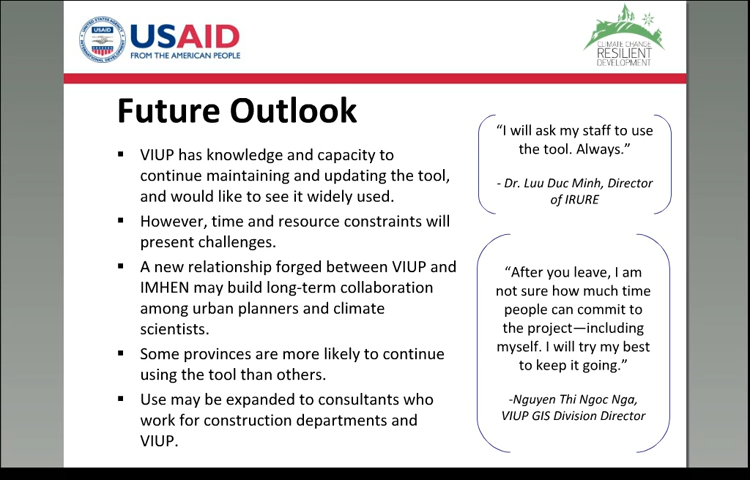 USAID
USAID
FROM THE AMERICAN PEOPLE
CLIMATE CHANGE
RESILIENT
DEVELOPMENT
Future Outlook
▪ VIUP has knowledge and capacity to
continue maintaining and updating the tool,
and would like to see it widely used.
▪ However, time and resource constraints will
present challenges.
▪ A new relationship forged between VIUP and
IMHEN may build long-term collaboration
among urban planners and climate
scientists.
▪ Some provinces are more likely to continue
using the tool than others.
▪ Use may be expanded to consultants who
work for construction departments and
VIUP.
“I will ask my staff to use
the tool. Always.”
- Dr. Luu Duc Minh, Director
of IRURE
“After you leave, I am
not sure how much time
people can commit to
the project—including
myself. I will try my best
to keep it going.”
-Nguyen Thi Ngoc Nga,
VIUP GIS Division Director